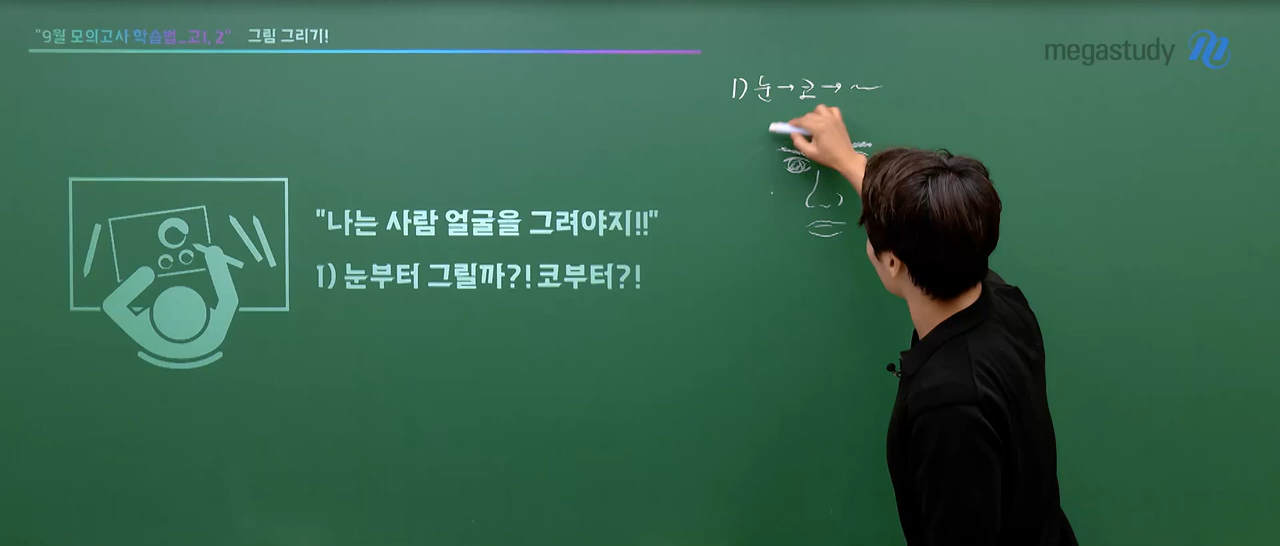 "9월 모의고사 학습법_고1, 2" 그림 그리기!
megastudy
1) 눈→코→~
"나는 사람 얼굴을 그려야지!!"
1) 눈부터 그릴까?! 코부터?!